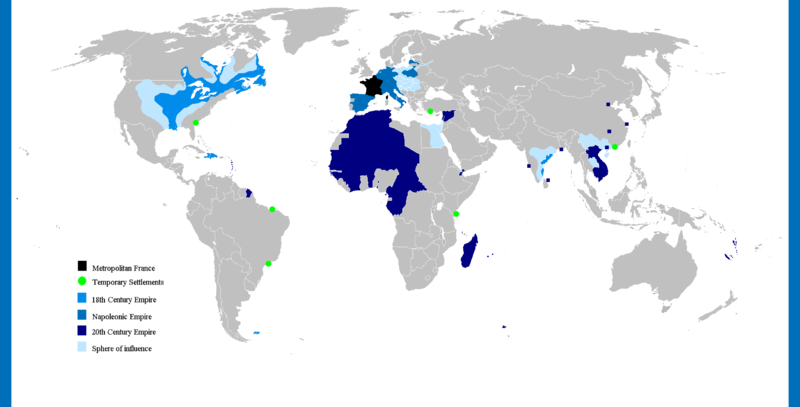 Metropolitan France
Temporary Settlements
18th Century Empire
Napoleonic Empire
20th Century Empire
Sphere of influence